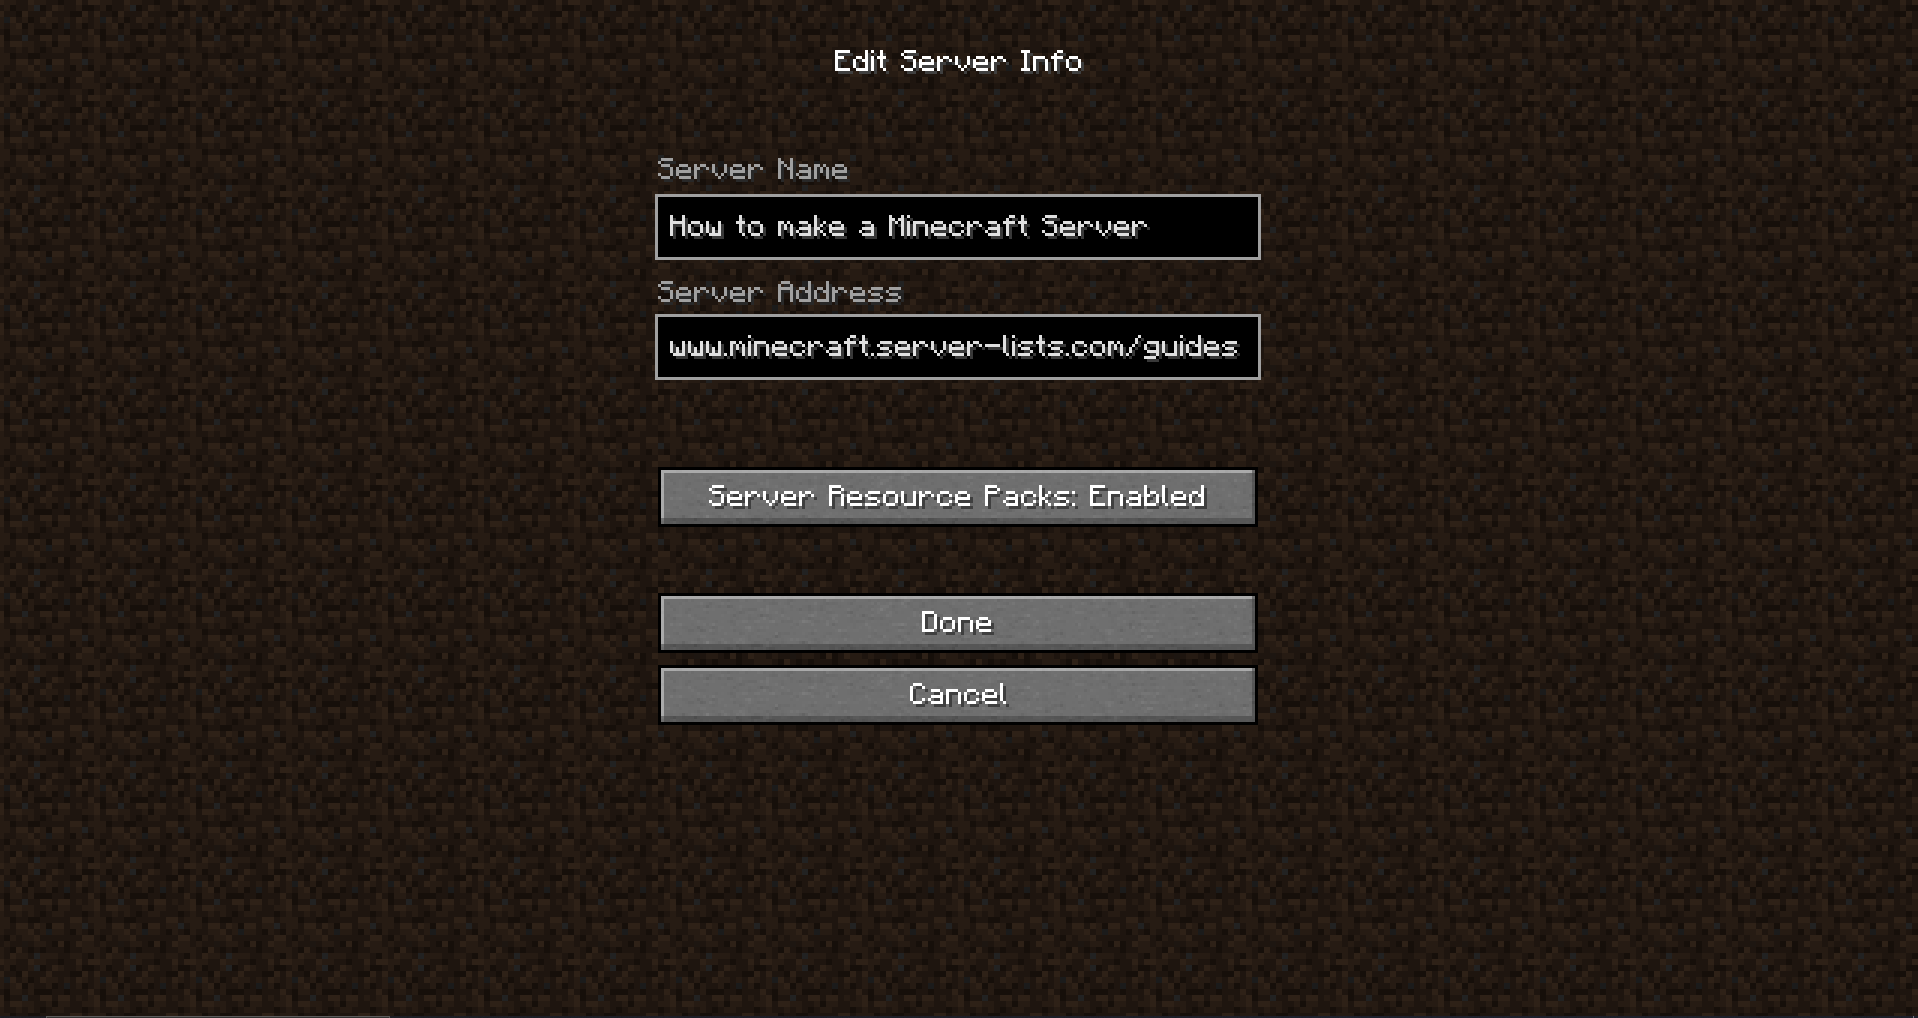 Edit Server Info
Server Name
How to make a Minecraft Server
Server Address
www.minecraft.server-lists.com/guides
Server Resource Packs: Enabled
Done
Cancel